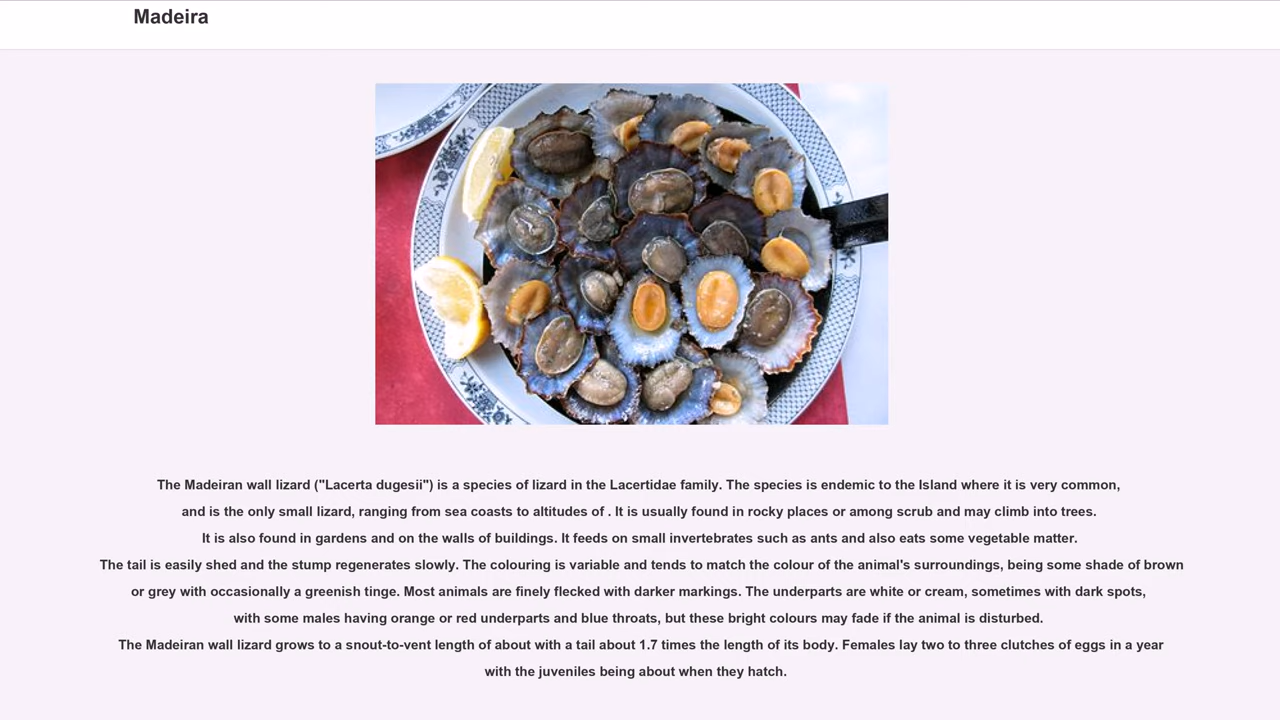 Madeira
The Madeiran wall lizard ("Lacerta dugesii") is a species of lizard in the Lacertidae family. The species is endemic to the Island where it is very common,
and is the only small lizard, ranging from sea coasts to altitudes of . It is usually found in rocky places or among scrub and may climb into trees.
It is also found in gardens and on the walls of buildings. It feeds on small invertebrates such as ants and also eats some vegetable matter.
The tail is easily shed and the stump regenerates slowly. The colouring is variable and tends to match the colour of the animal's surroundings, being some shade of brown
or grey with occasionally a greenish tinge. Most animals are finely flecked with darker markings. The underparts are white or cream, sometimes with dark spots,
with some males having orange or red underparts and blue throats, but these bright colours may fade if the animal is disturbed.
The Madeiran wall lizard grows to a snout-to-vent length of about with a tail about 1.7 times the length of its body. Females lay two to three clutches of eggs in a year
with the juveniles being about when they hatch.